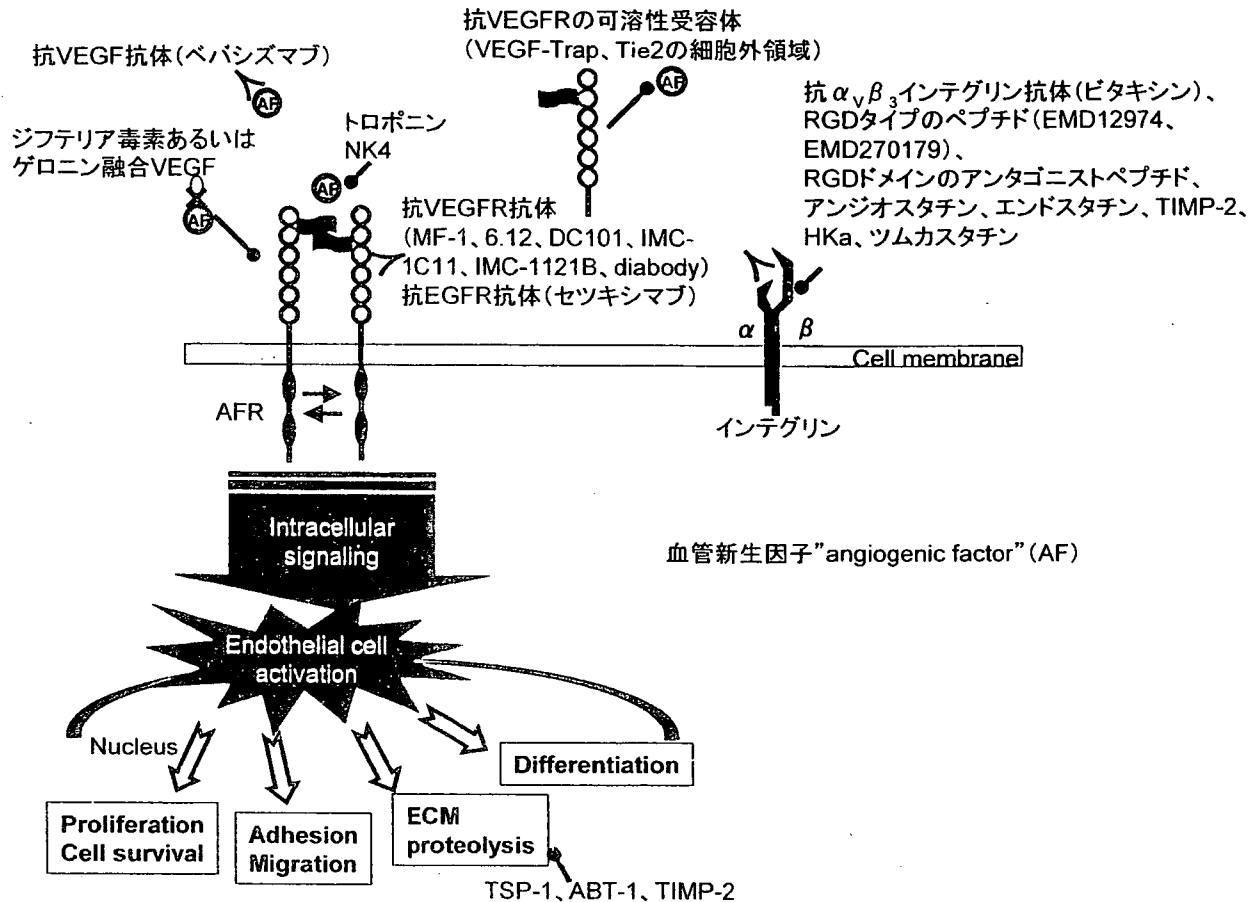 抗VEGFRの可溶性受容体
(VEGF-Trap、Tie2の細胞外領域)
抗VEGF抗体(ベバシズマブ)
AF
AF
抗αvβ3インテグリン抗体(ビタキシン)、
RGDタイプのペプチド(EMD12974、
EMD270179)、
RGDドメインのアンタゴニストペプチド、
アンジオスタチン、エンドスタチン、TIMP-2、
HKa、ツムカスタチン
ジフテリア毒素あるいは
ゲロニン融合VEGF
トロポニン
NK4
AF
AF
抗VEGFR抗体
(MF-1、6.12、DC101、IMC-
1C11、IMC-1121B、diabody)
抗EGFR抗体(セツキシマブ)
α
β
Cell membrane
AFR
インテグリン
Intracellular
signaling
血管新生因子"angiogenic factor"(AF)
Endothelial cell
activation
Nucleus
Differentiation
Proliferation
Cell survival
Adhesion
Migration
ECM
proteolysis
TSP-1、ABT-1、TIMP-2